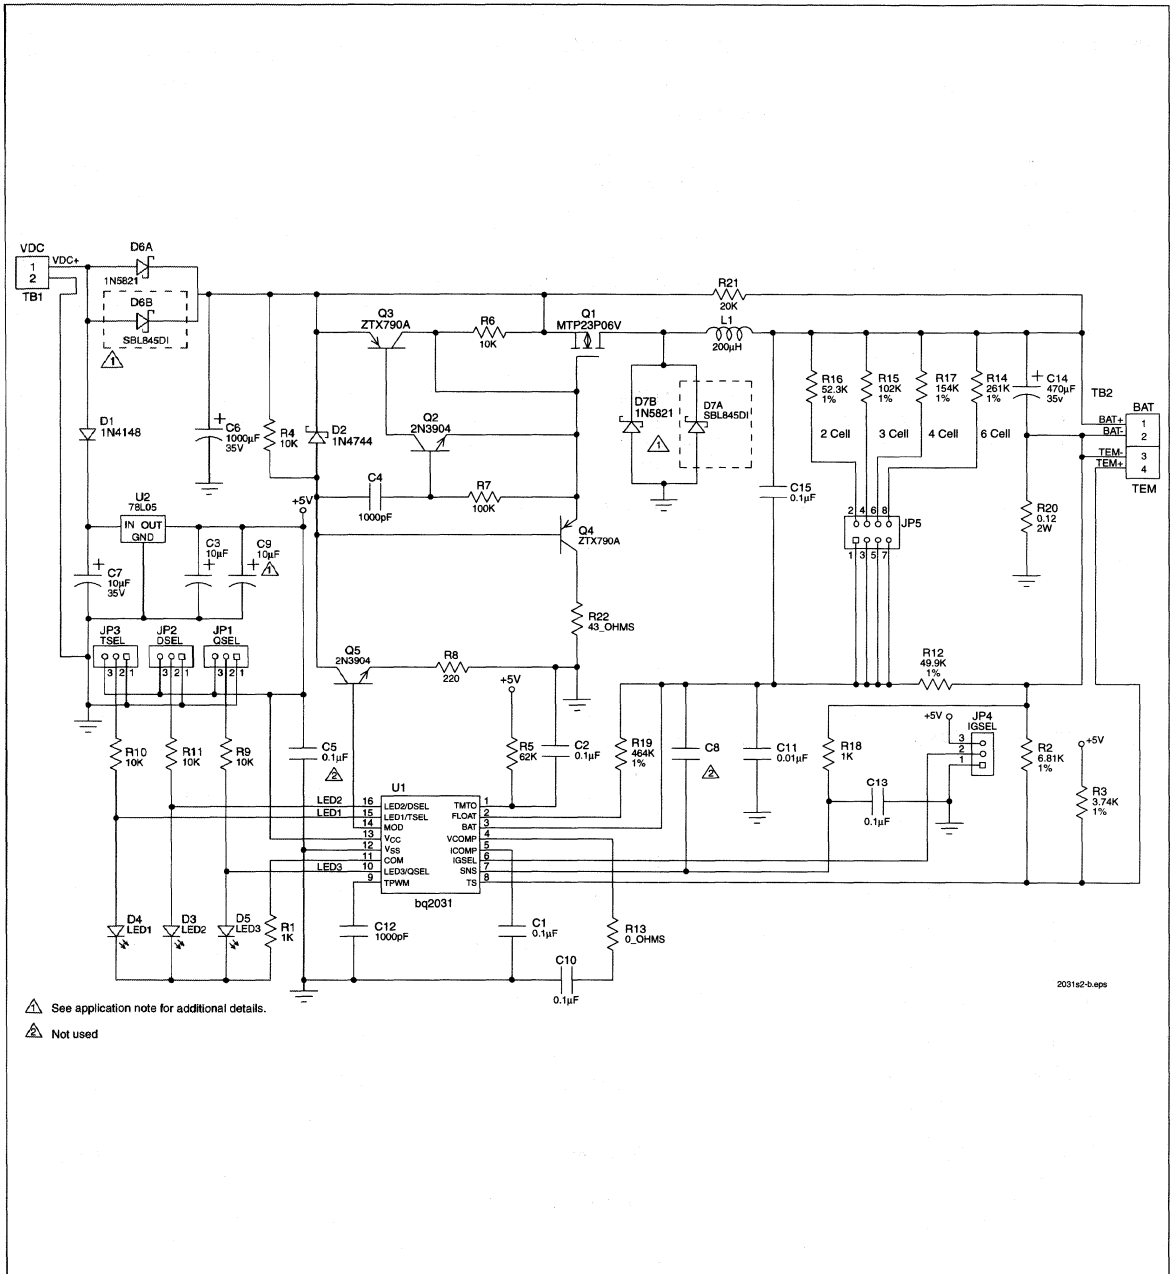 VDC
1
2
TB1
VDC+
D6A
1N5821
D6B
SBL845DI
1
D1
1N4148
C6
1000µF
35V
R4
10K
D2
1N4744
Q3
ZTX790A
R6
10K
Q1
MTP23P06V
R21
20K
L1
200µH
Q2
2N3904
C4
1000pF
R7
100K
Q4
ZTX790A
D7B
1N5821
1
D7A
SBL845DI
R16
52.3K
1%
R15
102K
1%
R17
154K
1%
R14
261K
1%
C14
470µF
35v
2 Cell
3 Cell
4 Cell
6 Cell
TB2
BAT
BAT+
1
BAT-
2
TEM-
3
TEM+
4
TEM
C15
0.1µF
2 4 6 8
JP5
1 3 5 7
R20
0.12
2W
U2
78L05
IN OUT
GND
+5V
C7
10µF
35V
C3
10µF
C9
10µF
1
JP3
TSEL
3 2 1
JP2
DSEL
3 2 1
JP1
QSEL
3 2 1
R22
43_OHMS
Q5
2N3904
R8
220
+5V
R12
49.9K
1%
R10
10K
R11
10K
R9
10K
C5
0.1µF
2
R5
62K
C2
0.1µF
R19
464K
1%
C8
2
C11
0.01µF
R18
1K
C13
0.1µF
+5V
JP4
IGSEL
3
2
1
R2
6.81K
1%
+5V
R3
3.74K
1%
U1
LED2
16 LED2/DSEL
LED1
15 LED1/TSEL
14 MOD
13 VCC
12 VSS
11 COM
LED3
10 LED3/QSEL
9 TPWM
TMTO 1
FLOAT 2
BAT 3
VCOMP 4
ICOMP 5
IGSEL 6
SNS 7
TS 8
bq2031
D4
LED1
D3
LED2
D5
LED3
R1
1K
C12
1000pF
C1
0.1µF
R13
0_OHMS
C10
0.1µF
2031s2-b.eps
1 See application note for additional details.
2 Not used